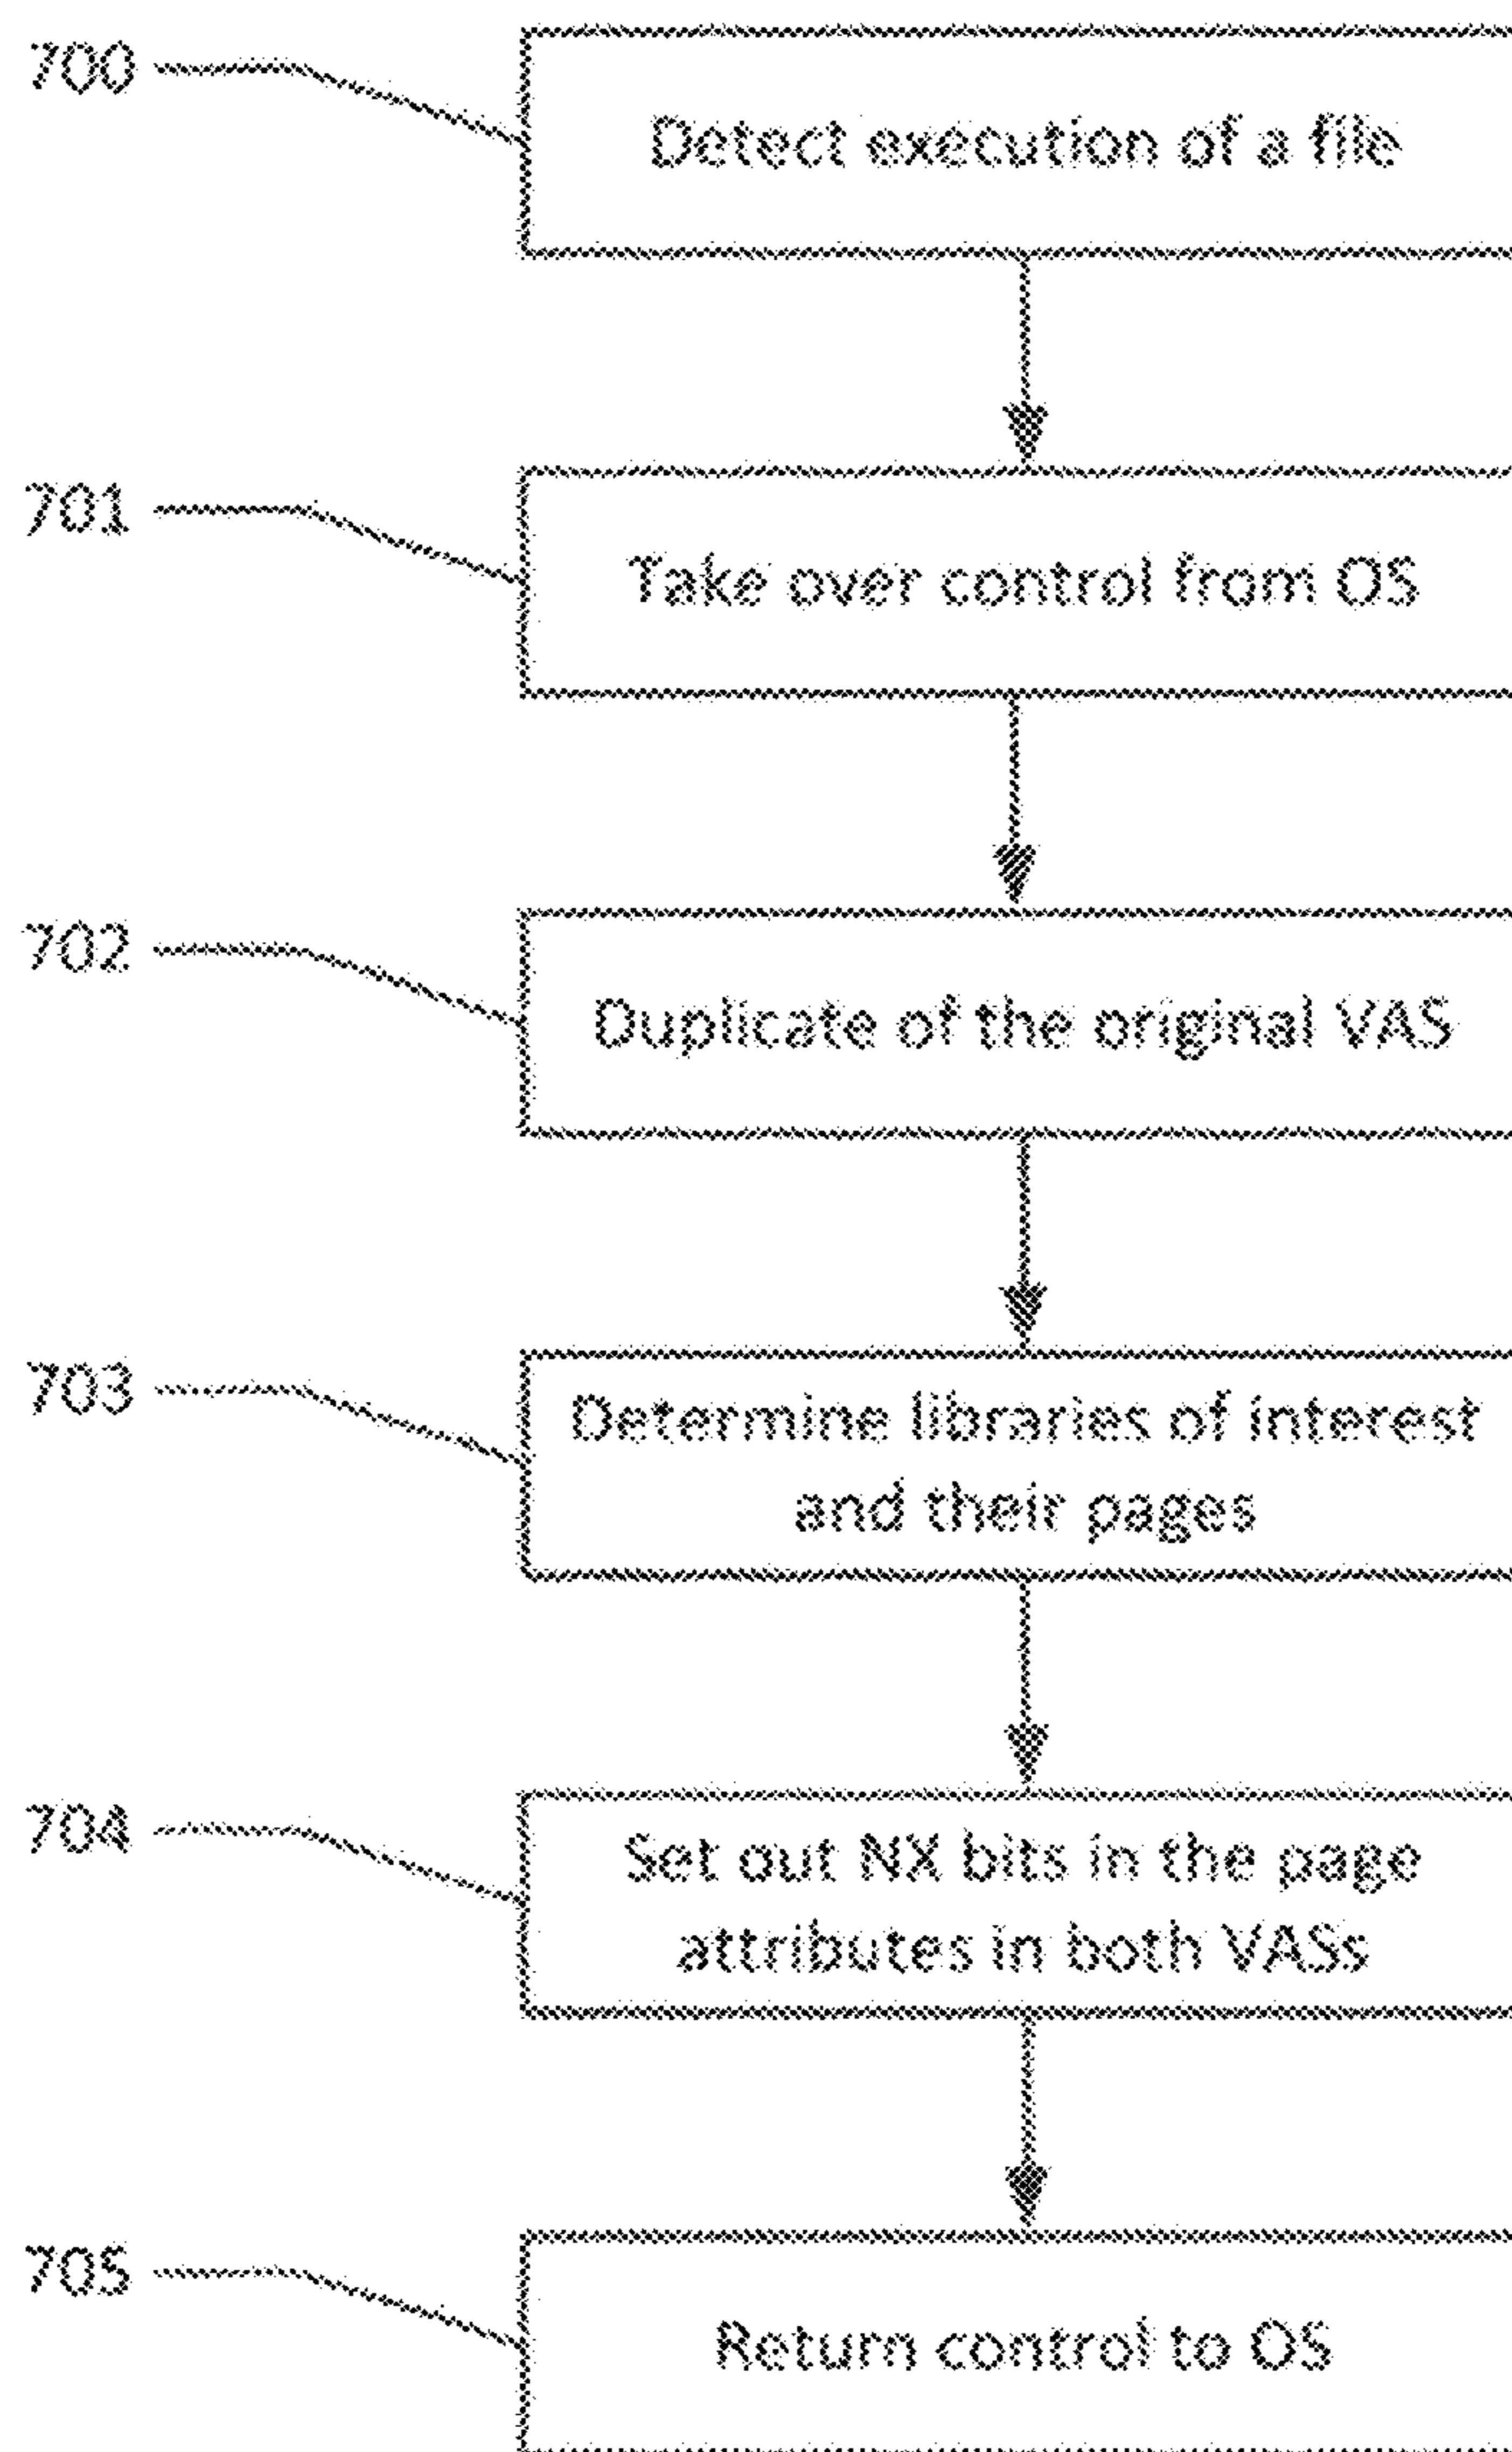 700
Detect execution of a file
701
Take over control from OS
702
Duplicate of the original VAS
703
Determine libraries of interest
and their pages
704
Set out NX bits in the page
attributes in both VASs
705
Return control to OS